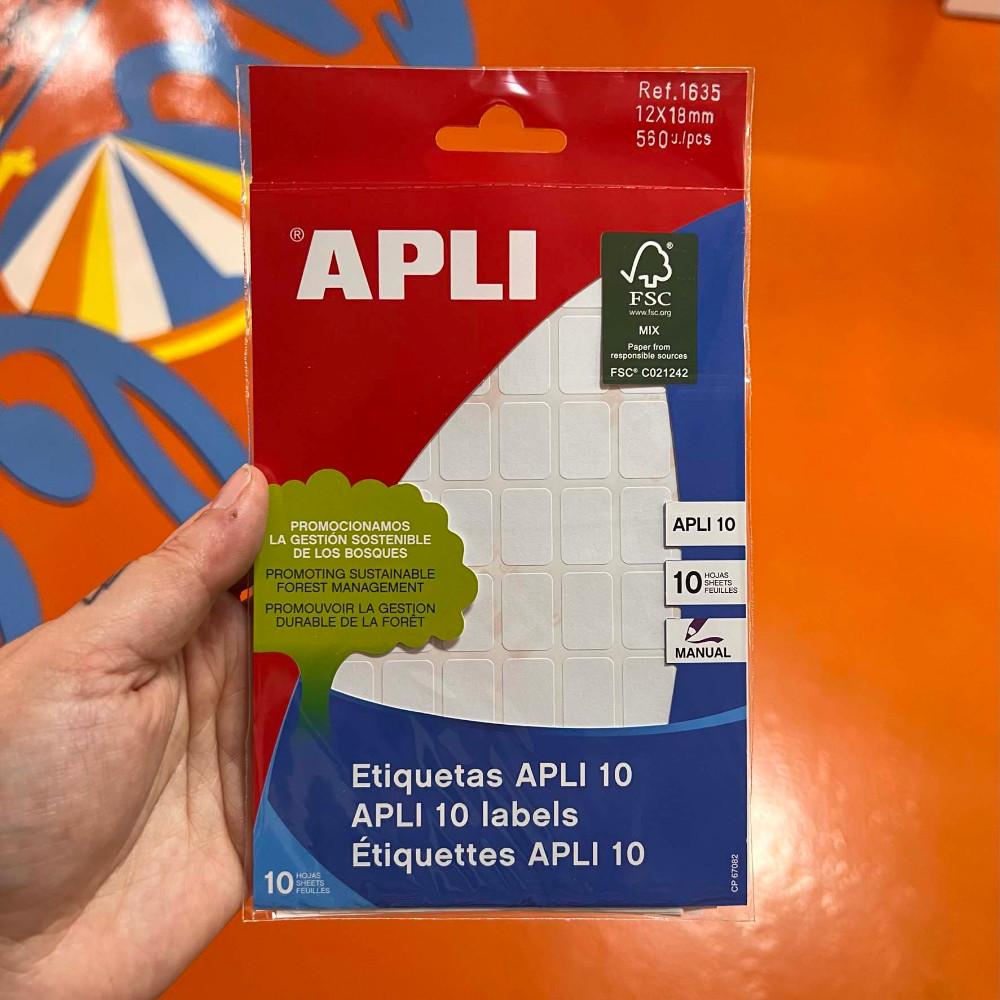 Ref.1635
12X18mm
560u./pcs
®APLI
FSC®
www.fsc.org
MIX
Paper from
responsible sources
FSC® C021242
PROMOCIONAMOS
LA GESTIÓN SOSTENIBLE
DE LOS BOSQUES
PROMOTING SUSTAINABLE
FOREST MANAGEMENT
PROMOUVOIR LA GESTION
DURABLE DE LA FORÊT
APLI 10
10 HOJAS
SHEETS
FEUILLES
MANUAL
Etiquetas APLI 10
APLI 10 labels
Étiquettes APLI 10
10 HOJAS
SHEETS
FEUILLES
CP 67082